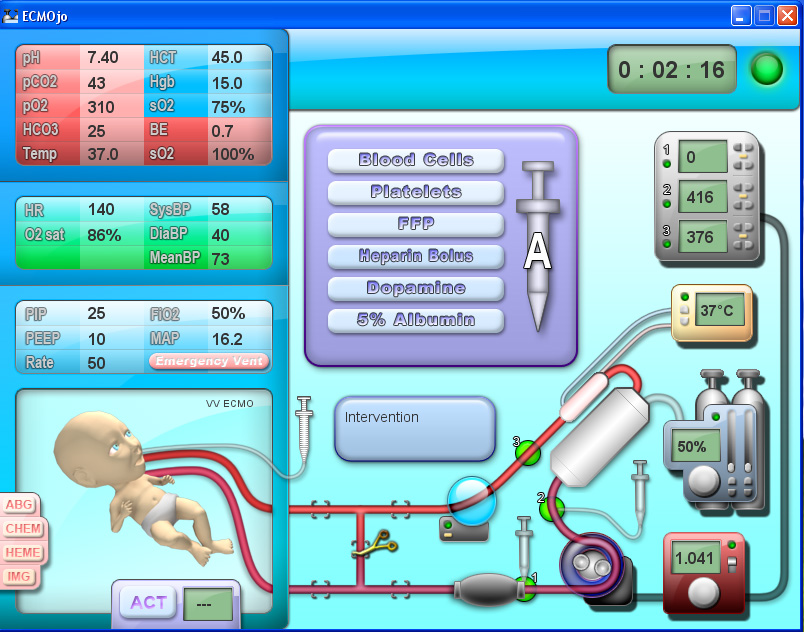 ECMOjo
pH 7.40 HCT 45.0
pCO2 43 Hgb 15.0
pO2 310 sO2 75%
HCO3 25 BE 0.7
Temp 37.0 sO2 100%
HR 140 SysBP 58
O2 sat 86% DiaBP 40
MeanBP 73
PIP 25 FiO2 50%
PEEP 10 MAP 16.2
Rate 50 Emergency Vent
VV ECMO
ABG
CHEM
HEME
IMG
ACT ---
0 : 02 : 16
Blood Cells
Platelets
FFP
Heparin Bolus
Dopamine
5% Albumin
A
Intervention
1 0
2 416
3 376
37°C
50%
1.041
3
2
1